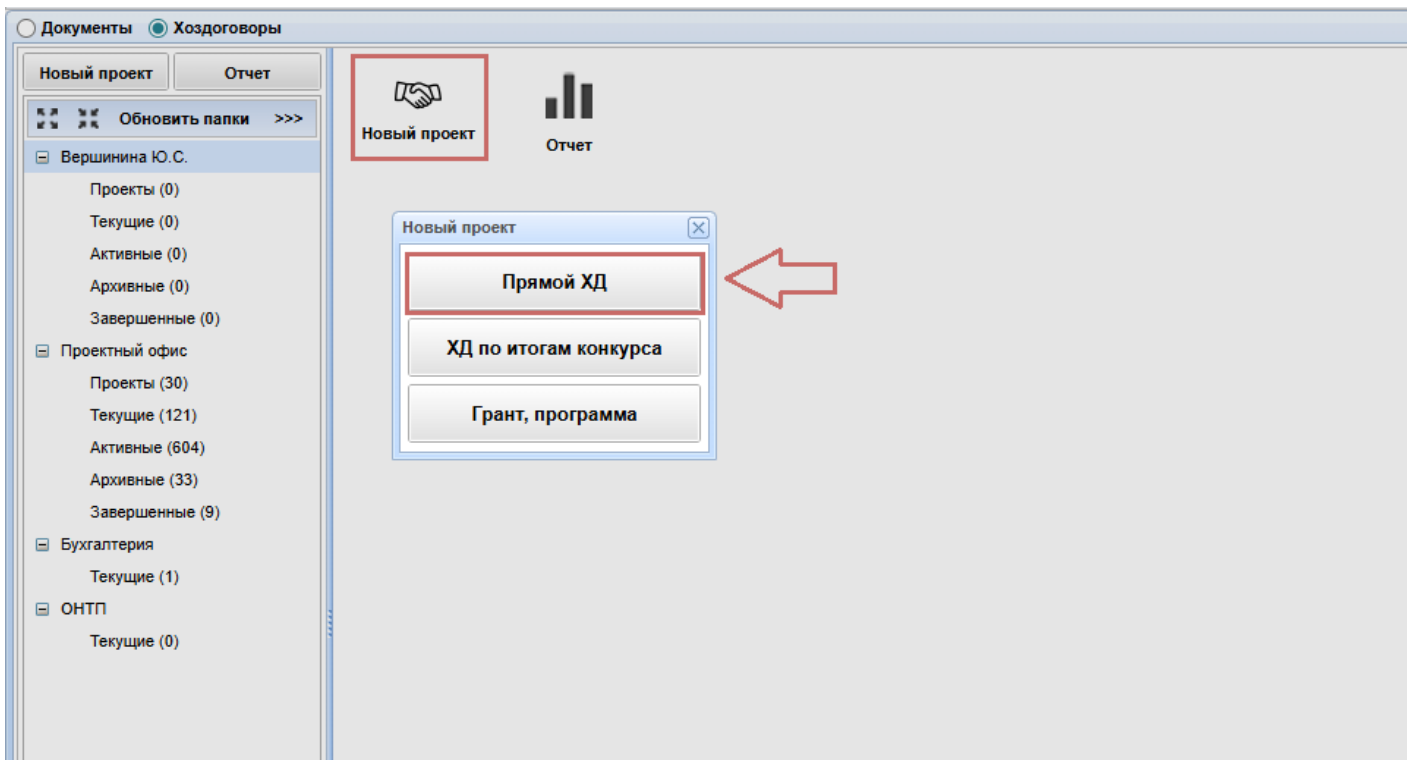 Документы Хоздоговоры
Новый проект Отчет
Обновить папки >>>
Вершинина Ю.С.
Проекты (0)
Текущие (0)
Активные (0)
Архивные (0)
Завершенные (0)
Проектный офис
Проекты (30)
Текущие (121)
Активные (604)
Архивные (33)
Завершенные (9)
Бухгалтерия
Текущие (1)
ОНТП
Текущие (0)
Новый проект
Отчет
Новый проект
Прямой ХД
ХД по итогам конкурса
Грант, программа